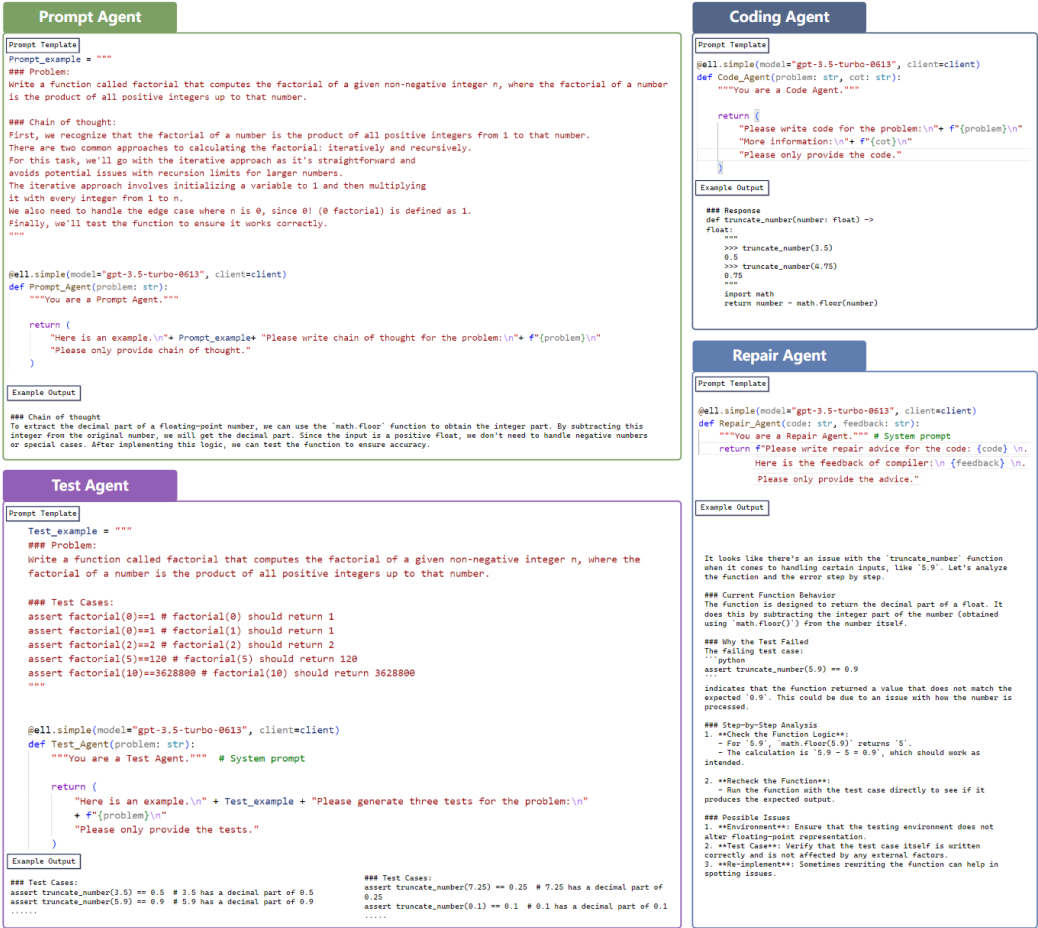 Prompt Agent
Prompt Template
Prompt_example = """
### Problem:
Write a function called factorial that computes the factorial of a given non-negative integer n, where the factorial of a number
is the product of all positive integers up to that number.
### Chain of thought:
First, we recognize that the factorial of a number is the product of all positive integers from 1 to that number.
There are two common approaches to calculating the factorial: iteratively and recursively.
For this task, we'll go with the iterative approach as it's straightforward and
avoids potential issues with recursion limits for larger numbers.
The iterative approach involves initializing a variable to 1 and then multiplying
it with every integer from 1 to n.
We also need to handle the edge case where n is 0, since 0! (0 factorial) is defined as 1.
Finally, we'll test the function to ensure it works correctly.
"""
@ell.simple(model="gpt-3.5-turbo-0613", client=client)
def Prompt_Agent(problem: str):
"""You are a Prompt Agent."""
return (
"Here is an example.\n"+ Prompt_example+ "Please write chain of thought for the problem:\n"+ f"{problem}\n"
"Please only provide chain of thought."
)
Example Output
### Chain of thought
To extract the decimal part of a floating-point number, we can use the `math.floor` function to obtain the integer part. By subtracting this
integer from the original number, we will get the decimal part. Since the input is a positive float, we don't need to handle negative numbers
or special cases. After implementing this logic, we can test the function to ensure accuracy.
Test Agent
Prompt Template
Test_example = """
### Problem:
Write a function called factorial that computes the factorial of a given non-negative integer n, where the
factorial of a number is the product of all positive integers up to that number.
### Test Cases:
assert factorial(0)==1 # factorial(0) should return 1
assert factorial(0)==1 # factorial(1) should return 1
assert factorial(2)==2 # factorial(2) should return 2
assert factorial(5)==120 # factorial(5) should return 120
assert factorial(10)==3628800 # factorial(10) should return 3628800
"""
@ell.simple(model="gpt-3.5-turbo-0613", client=client)
def Test_Agent(problem: str):
"""You are a Test Agent.""" # System prompt
return (
"Here is an example.\n" + Test_example + "Please generate three tests for the problem:\n"
+ f"{problem}\n"
"Please only provide the tests."
)
Example Output
### Test Cases:
assert truncate_number(3.5) == 0.5 # 3.5 has a decimal part of 0.5
assert truncate_number(5.9) == 0.9 # 5.9 has a decimal part of 0.9
......
### Test Cases:
assert truncate_number(7.25) == 0.25 # 7.25 has a decimal part of
0.25
assert truncate_number(0.1) == 0.1 # 0.1 has a decimal part of 0.1
.....
Coding Agent
Prompt Template
@ell.simple(model="gpt-3.5-turbo-0613", client=client)
def Code_Agent(problem: str, cot: str):
"""You are a Code Agent."""
return (
"Please write code for the problem:\n"+ f"{problem}\n"
"More information:\n"+ f"{cot}\n"
"Please only provide the code."
)
Example Output
### Response
def truncate_number(number: float) ->
float:
"""
>>> truncate_number(3.5)
0.5
>>> truncate_number(4.75)
0.75
"""
import math
return number - math.floor(number)
Repair Agent
Prompt Template
@ell.simple(model="gpt-3.5-turbo-0613", client=client)
def Repair_Agent(code: str, feedback: str):
"""You are a Repair Agent.""" # System prompt
return f"Please write repair advice for the code: {code} \n.
Here is the feedback of compiler:\n {feedback} \n.
Please only provide the advice."
Example Output
It looks like there's an issue with the `truncate_number` function
when it comes to handling certain inputs, like `5.9`. Let's analyze
the function and the error step by step.
### Current Function Behavior
The function is designed to return the decimal part of a float. It
does this by subtracting the integer part of the number (obtained
using `math.floor()`) from the number itself.
### Why the Test Failed
The failing test case:
```python
assert truncate_number(5.9) == 0.9
```
indicates that the function returned a value that does not match the
expected `0.9`. This could be due to an issue with how the number is
processed.
### Step-by-Step Analysis
1. **Check the Function Logic**:
- For `5.9`, `math.floor(5.9)` returns `5`.
- The calculation is `5.9 - 5 = 0.9`, which should work as
intended.
2. **Recheck the Function**:
- Run the function with the test case directly to see if it
produces the expected output.
### Possible Issues
1. **Environment**: Ensure that the testing environment does not
alter floating-point representation.
2. **Test Case**: Verify that the test case itself is written
correctly and is not affected by any external factors.
3. **Re-implement**: Sometimes rewriting the function can help in
spotting issues.